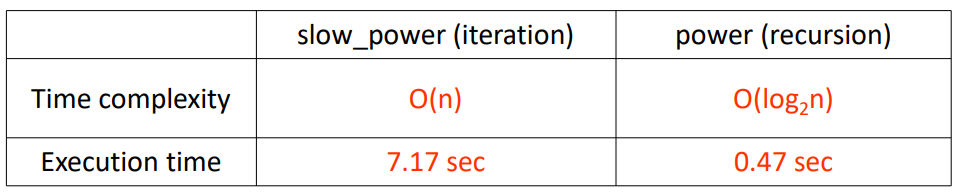 slow_power (iteration) power (recursion)
Time complexity O(n) O(log₂n)
Execution time 7.17 sec 0.47 sec